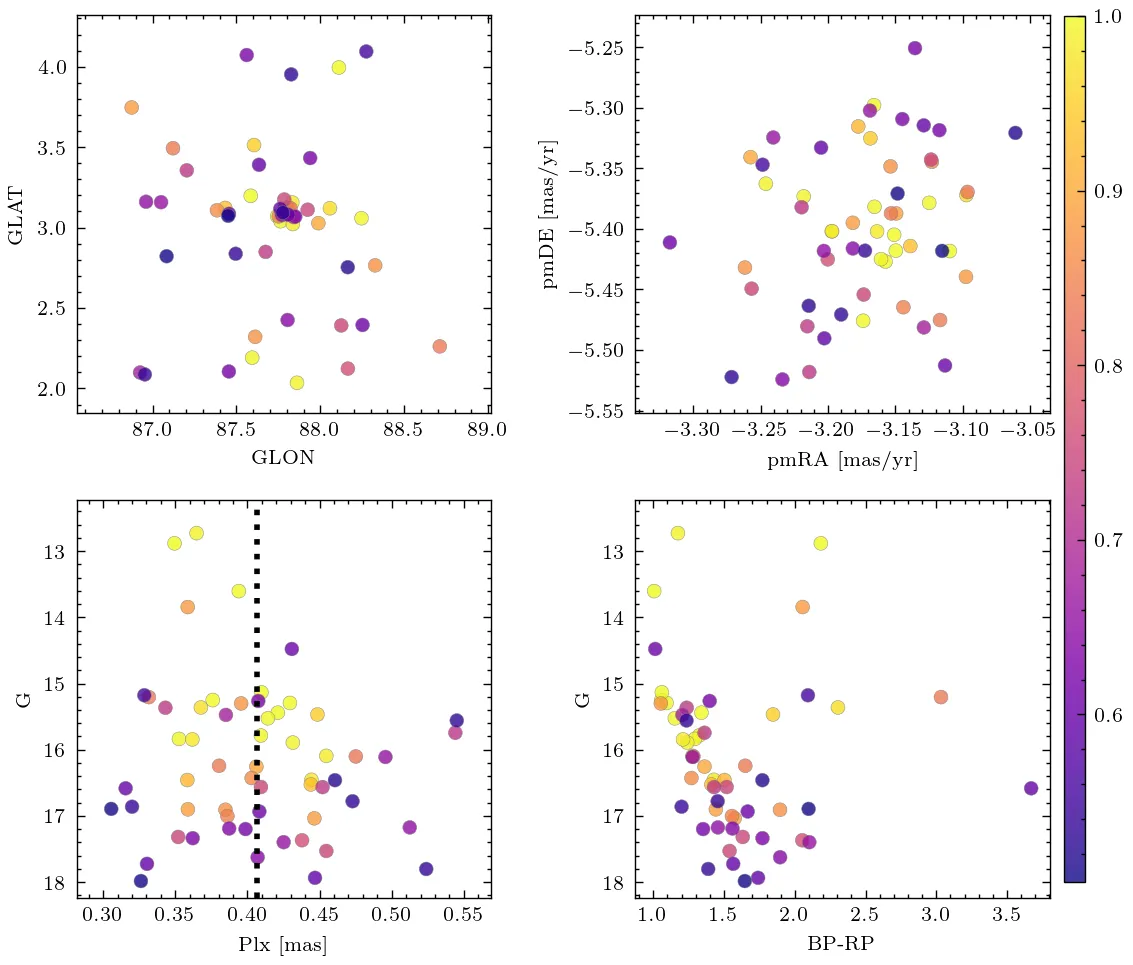 4.0
3.5
3.0
2.5
2.0
GLAT
87.0 87.5 88.0 88.5 89.0
GLON
−5.25
−5.30
−5.35
−5.40
−5.45
−5.50
−5.55
pmDE [mas/yr]
−3.30 −3.25 −3.20 −3.15 −3.10 −3.05
pmRA [mas/yr]
1.0
0.9
0.8
0.7
0.6
13
14
15
16
17
18
G
0.30 0.35 0.40 0.45 0.50 0.55
Plx [mas]
13
14
15
16
17
18
G
1.0 1.5 2.0 2.5 3.0 3.5
BP-RP